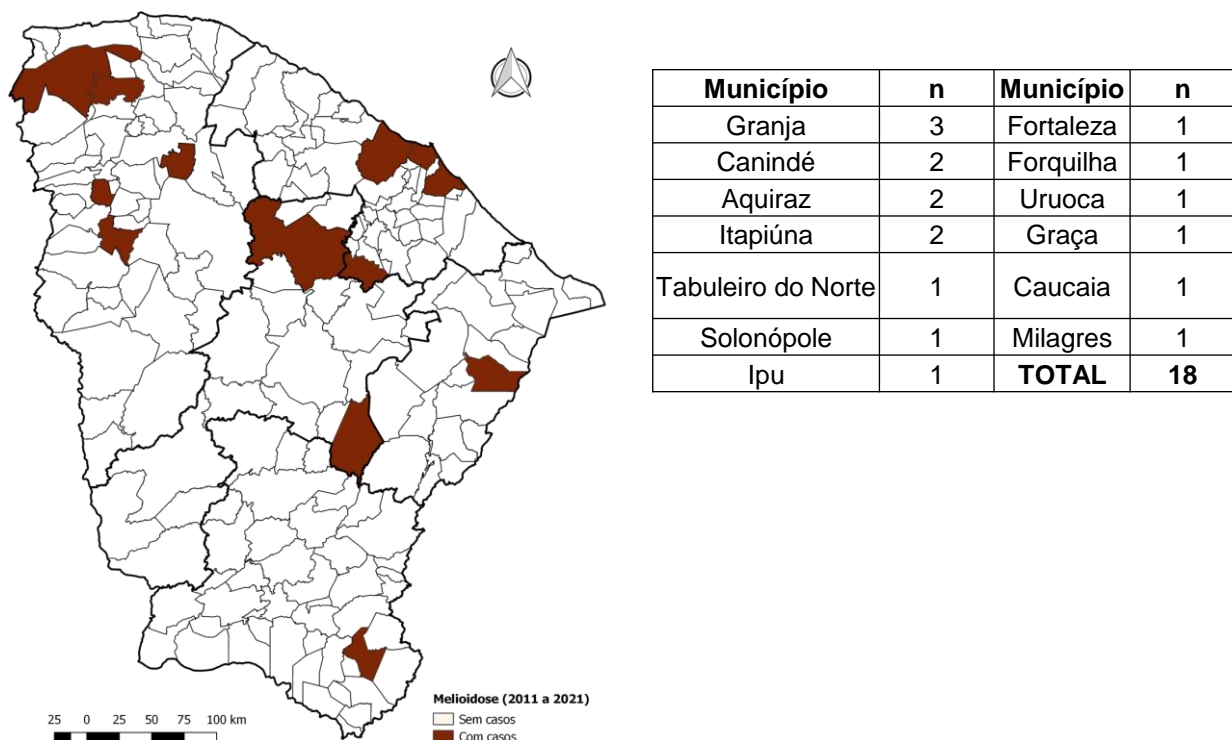 Município n Município n
Granja 3 Fortaleza 1
Canindé 2 Forquilha 1
Aquiraz 2 Uruoca 1
Itapiúna 2 Graça 1
Tabuleiro do Norte 1 Caucaia 1
Solonópole 1 Milagres 1
Ipu 1 TOTAL 18
Melioidose (2011 a 2021)
Sem casos
Com casos
25 0 25 50 75 100 km